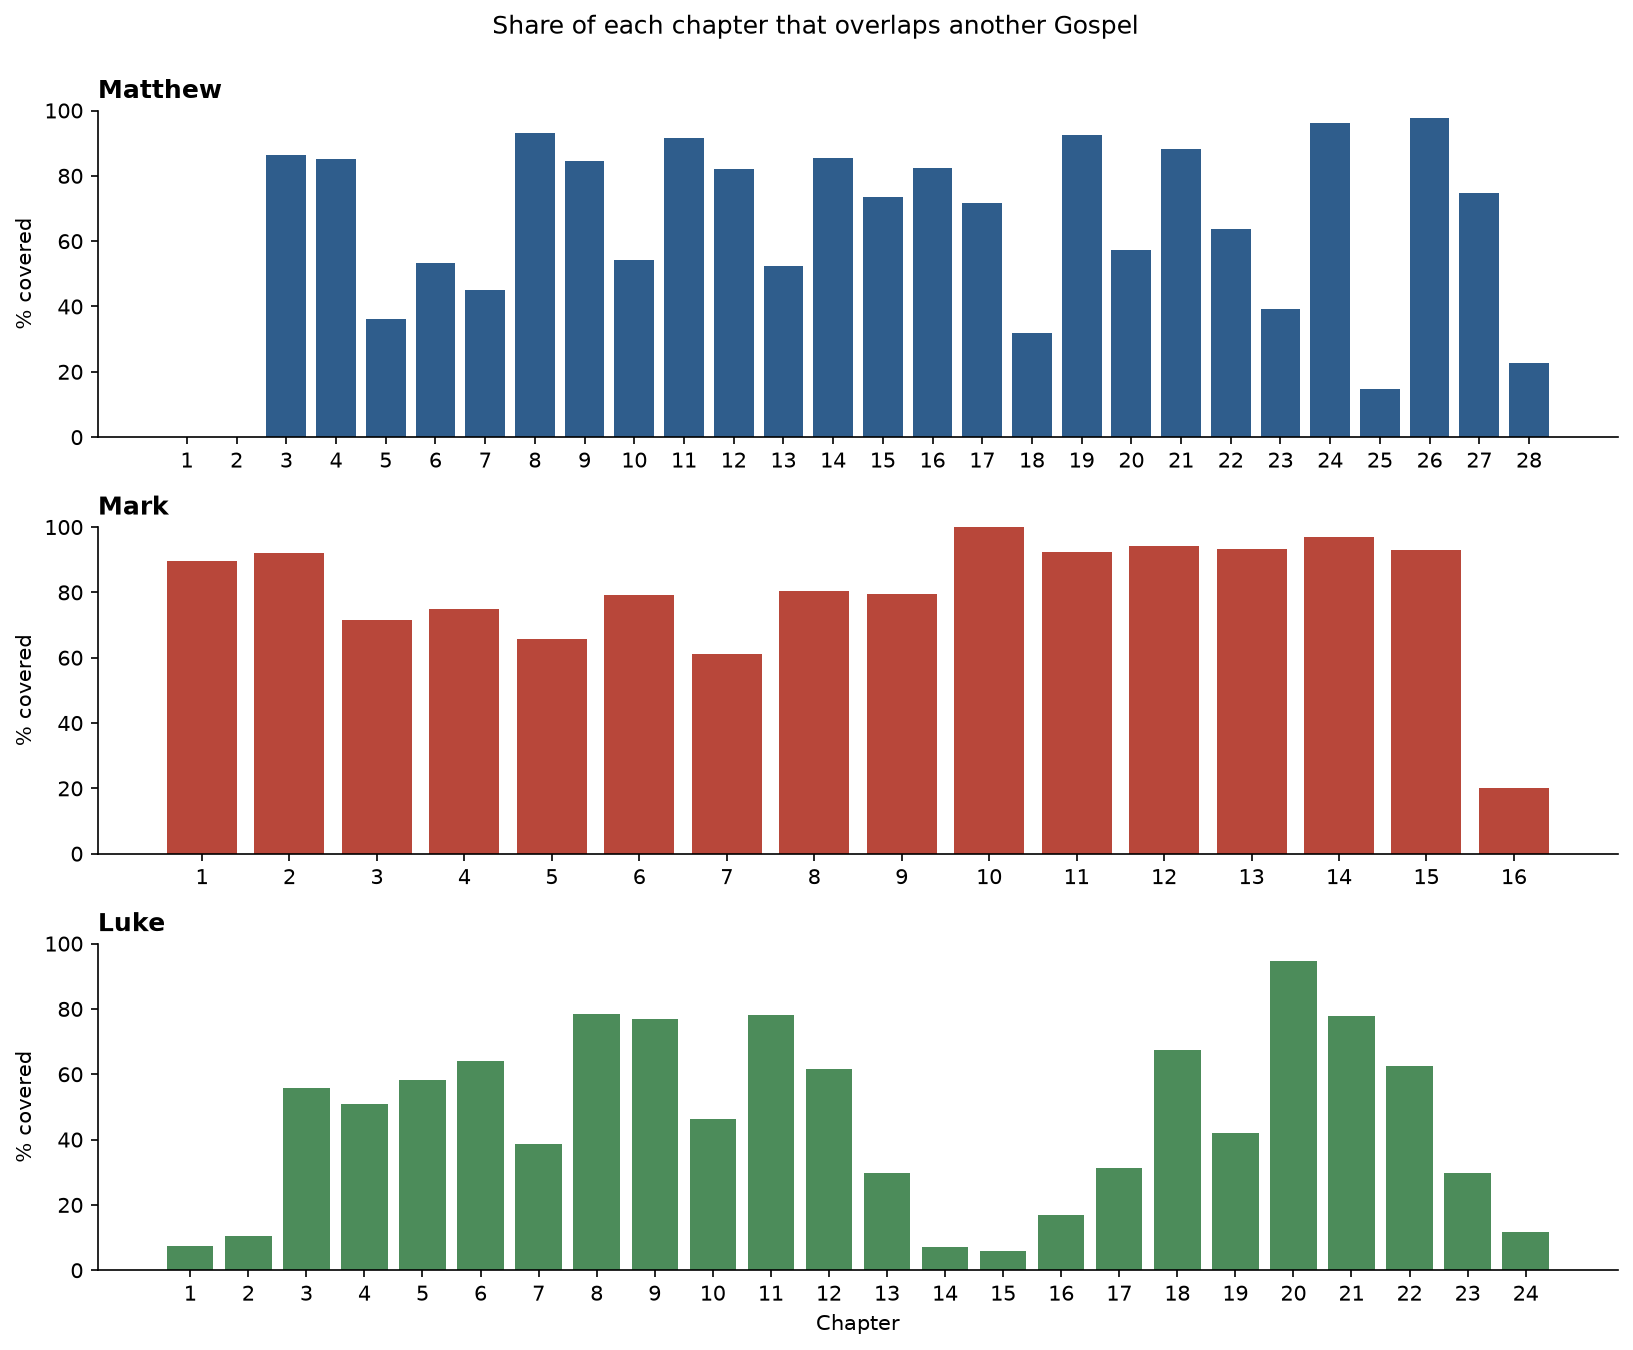 Share of each chapter that overlaps another Gospel
Matthew
% covered
100
80
60
40
20
0
1 2 3 4 5 6 7 8 9 10 11 12 13 14 15 16 17 18 19 20 21 22 23 24 25 26 27 28
Mark
% covered
100
80
60
40
20
0
1 2 3 4 5 6 7 8 9 10 11 12 13 14 15 16
Luke
% covered
100
80
60
40
20
0
1 2 3 4 5 6 7 8 9 10 11 12 13 14 15 16 17 18 19 20 21 22 23 24
Chapter